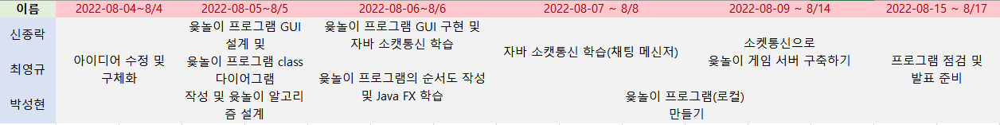 이름
2022-08-04~8/4
2022-08-05~8/5
2022-08-06~8/6
2022-08-07 ~ 8/8
2022-08-09 ~ 8/14
2022-08-15 ~ 8/17
신종락
최영규
박성현
아이디어 수정 및
구체화
윷놀이 프로그램 GUI
설계 및
윷놀이 프로그램 class
다이어그램
작성 및 윷놀이 알고리
즘 설계
윷놀이 프로그램 GUI 구현 및
자바 소캣통신 학습
윷놀이 프로그램의 순서도 작성
및 Java FX 학습
자바 소캣통신 학습(채팅 메신저)
소켓통신으로
윷놀이 게임 서버 구축하기
윷놀이 프로그램(로컬)
만들기
프로그램 점검 및
발표 준비